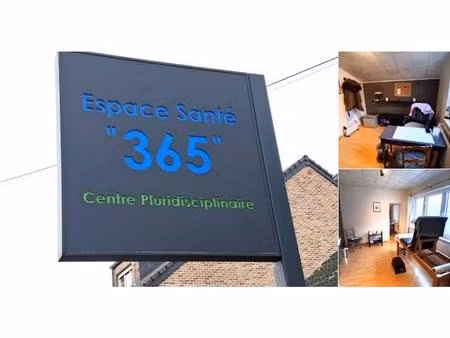 Espace Santé
"365"
Centre Pluridisciplinaire